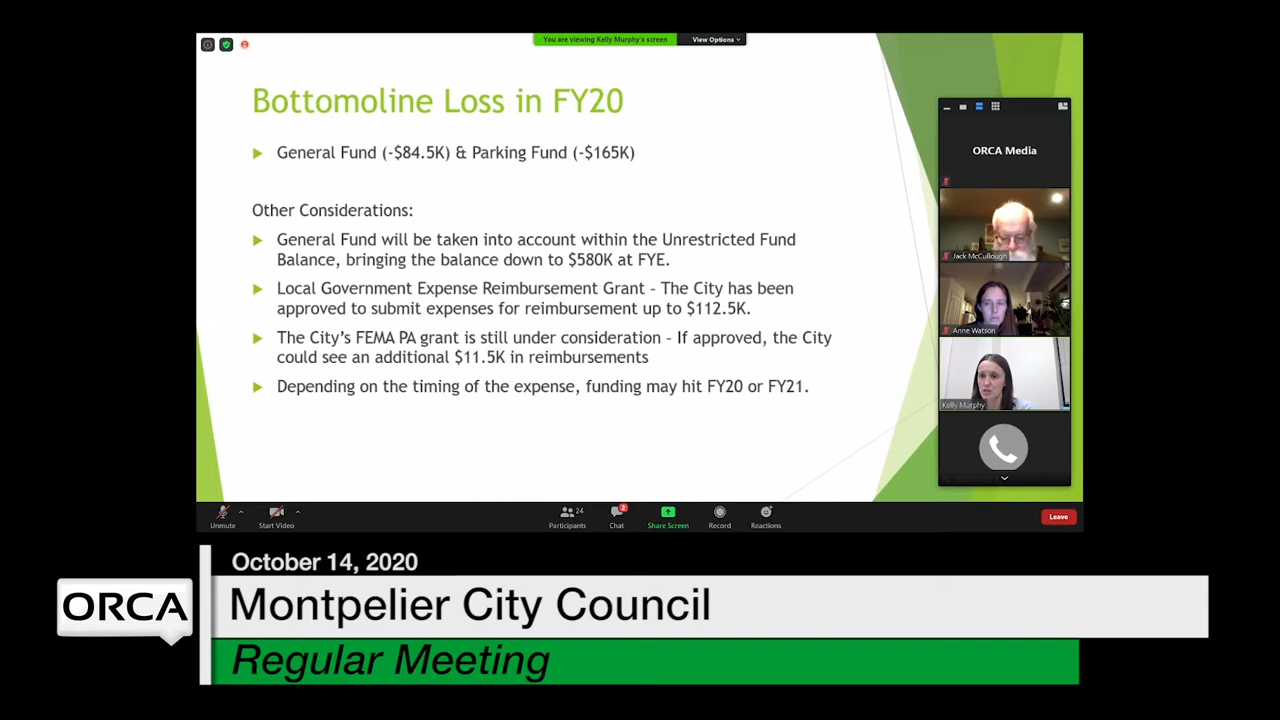 You are viewing Kelly Murphy's screen
View Options
Bottomoline Loss in FY20
General Fund (-$84.5K) & Parking Fund (-$165K)
Other Considerations:
General Fund will be taken into account within the Unrestricted Fund
Balance, bringing the balance down to $580K at FYE.
Local Government Expense Reimbursement Grant – The City has been
approved to submit expenses for reimbursement up to $112.5K.
The City's FEMA PA grant is still under consideration – If approved, the City
could see an additional $11.5K in reimbursements
Depending on the timing of the expense, funding may hit FY20 or FY21.
ORCA Media
Jack McCullough
Anne Watson
Kelly Murphy
Unmute
Start Video
24
Participants
2
Chat
Share Screen
Record
Reactions
Leave
October 14, 2020
ORCA
Montpelier City Council
Regular Meeting